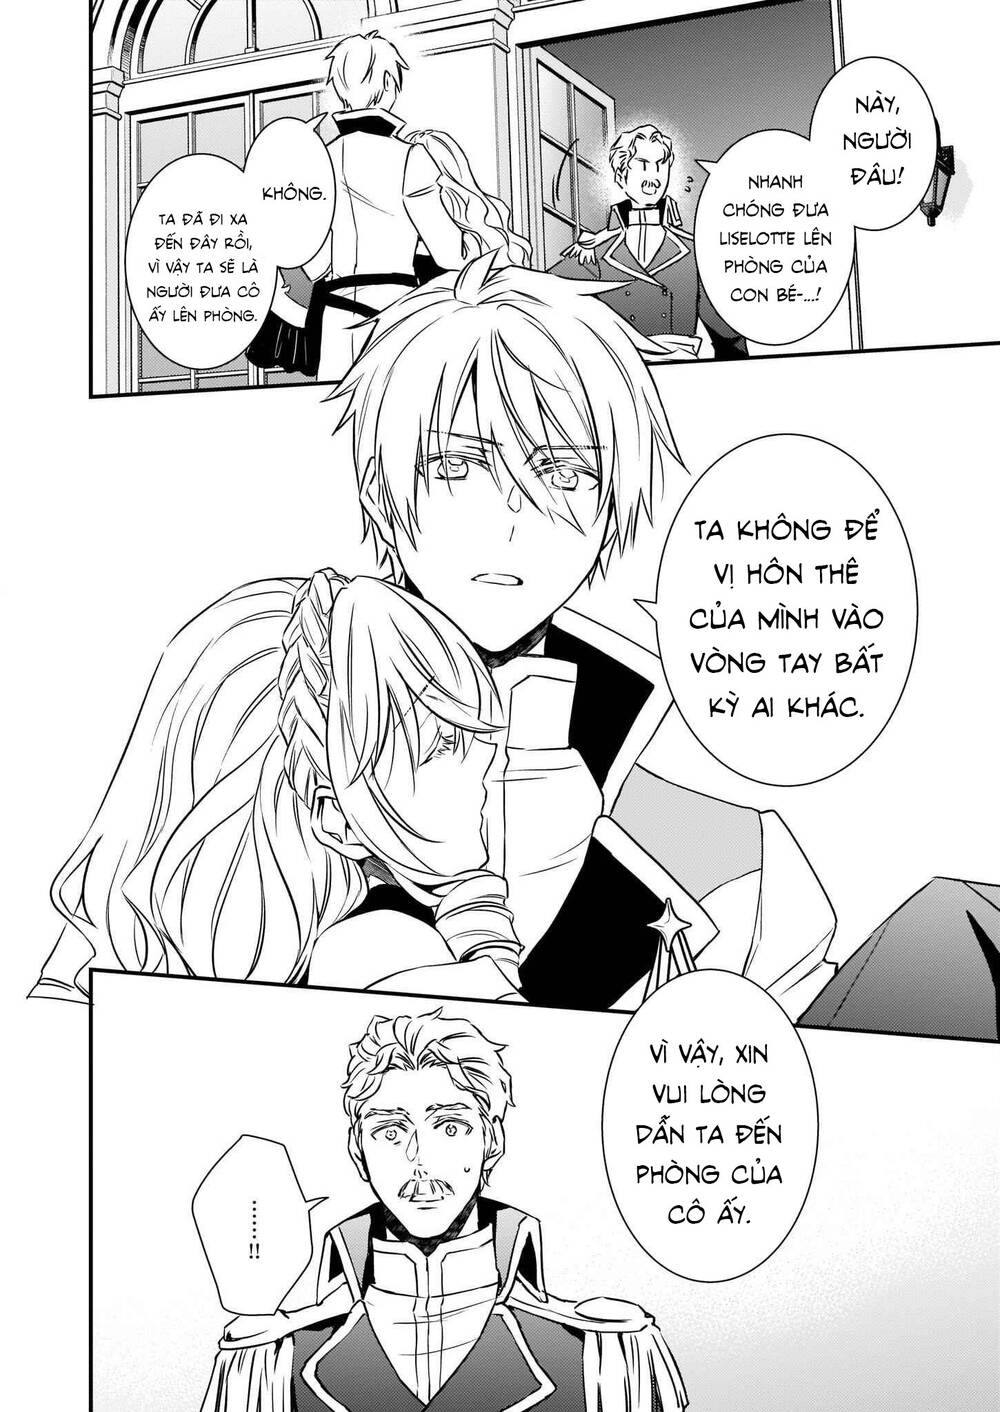 NÀY,
NGƯỜI
ĐÂU!
NHANH
CHÓNG ĐƯA
LISELOTTE LÊN
PHÒNG CỦA
CON BÉ-...!
KHÔNG.
TA ĐÃ ĐI XA
ĐẾN ĐÂY RỒI,
VÌ VẬY TA SẼ LÀ
NGƯỜI ĐƯA CÔ
ẤY LÊN PHÒNG.
TA KHÔNG ĐỂ
VỊ HÔN THÊ
CỦA MÌNH VÀO
VÒNG TAY BẤT
KỲ AI KHÁC.
VÌ VẬY, XIN
VUI LÒNG
DẪN TA ĐẾN
PHÒNG CỦA
CÔ ẤY.
........!!